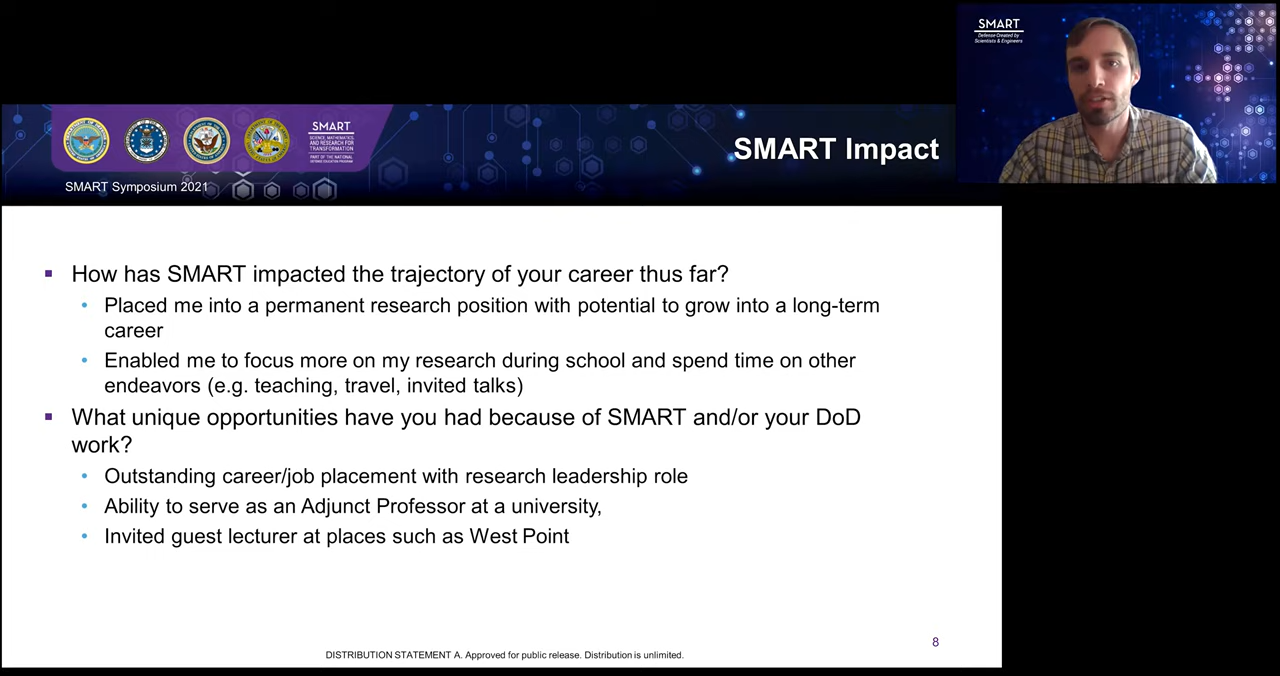 SMART
Defense Created by
Scientists & Engineers
SMART
SCIENCE, MATHEMATICS,
AND RESEARCH FOR
TRANSFORMATION
PART OF THE NATIONAL
DEFENSE EDUCATION PROGRAM
SMART Impact
SMART Symposium 2021
How has SMART impacted the trajectory of your career thus far?
Placed me into a permanent research position with potential to grow into a long-term
career
Enabled me to focus more on my research during school and spend time on other
endeavors (e.g. teaching, travel, invited talks)
What unique opportunities have you had because of SMART and/or your DoD
work?
Outstanding career/job placement with research leadership role
Ability to serve as an Adjunct Professor at a university,
Invited guest lecturer at places such as West Point
8
DISTRIBUTION STATEMENT A. Approved for public release. Distribution is unlimited.